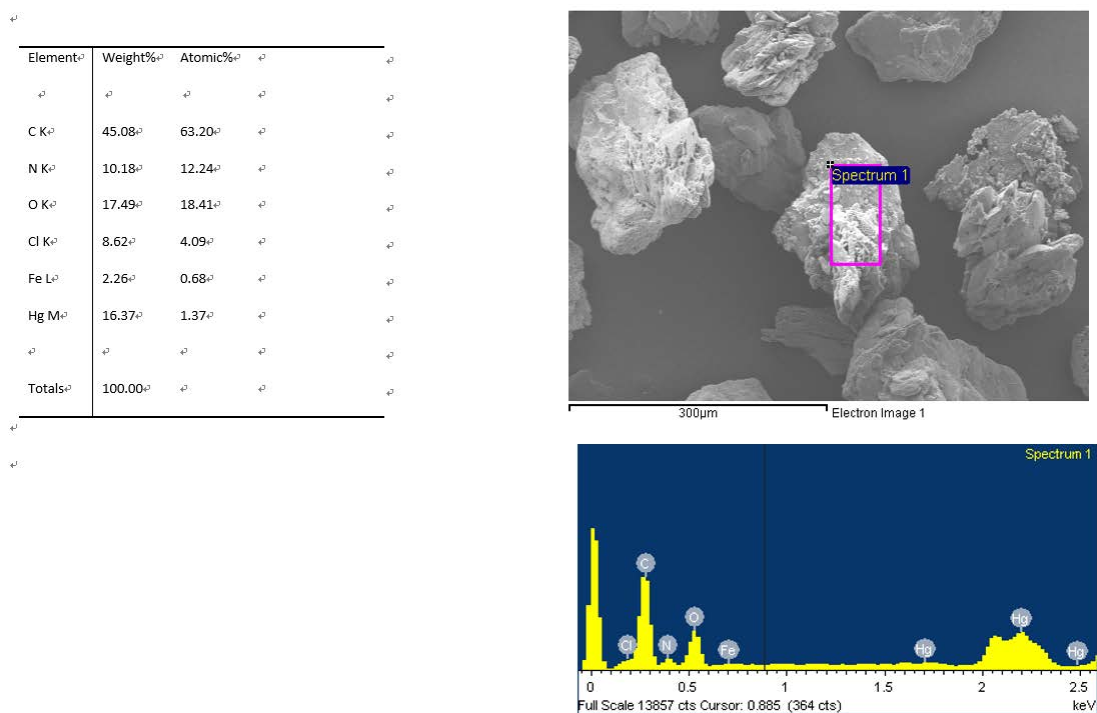 Element Weight% Atomic%
C K 45.08 63.20
N K 10.18 12.24
O K 17.49 18.41
Cl K 8.62 4.09
Fe L 2.26 0.68
Hg M 16.37 1.37
Totals 100.00
Spectrum 1
300µm Electron Image 1
Spectrum 1
C
O
Hg
Cl N Fe Hg Hg
0 0.5 1 1.5 2 2.5
Full Scale 13857 cts Cursor: 0.885 (364 cts) keV